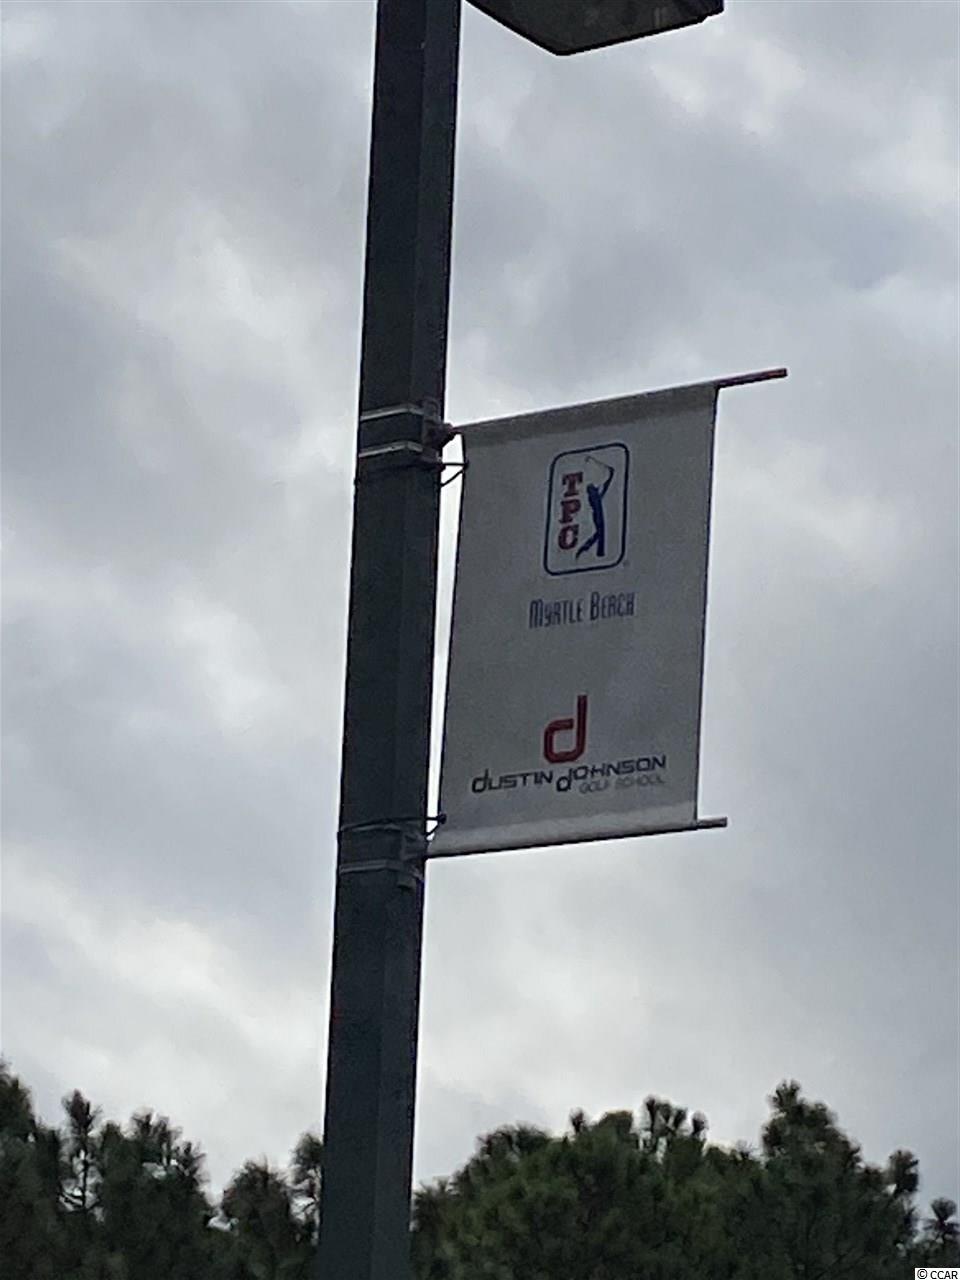 TPC
Myrtle Beach
d
dustin dohnson
GOLF SCHOOL
© CCAR